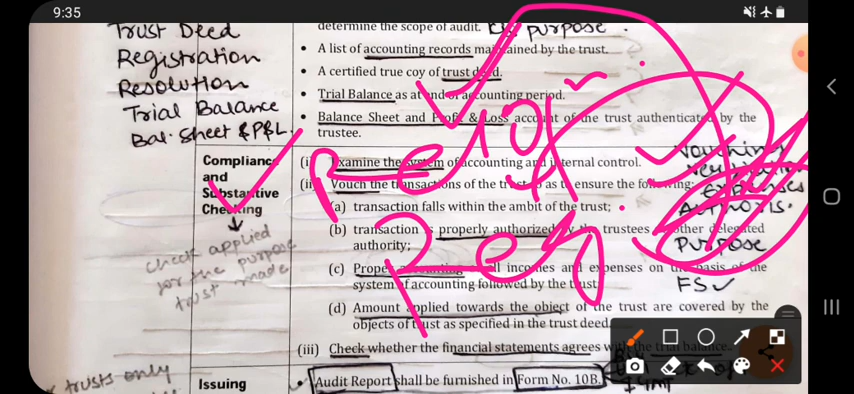 9:35
Trust Deed
Registration
Resolution
Trial Balance
Bal. Sheet & P&L.
determine the scope of audit.
purpose.
• A list of accounting records maintained by the trust.
• A certified true coy of trust deed.
• Trial Balance as at end of accounting period.
• Balance Sheet and Profit & Loss account of the trust authenticated by the
trustee.
Compliance
and
Substantive
Checking
check applied
for the purpose
trust made
(i) Examine the system of accounting and internal control.
(ii) Vouch the transactions of the trust so as to ensure the following:
(a) transaction falls within the ambit of the trust;
(b) transaction is properly authorized by the trustees other delegated
authority;
(c) Proper accounting all incomes and expenses on the basis of the
system of accounting followed by the trust;
(d) Amount applied towards the object of the trust are covered by the
objects of trust as specified in the trust deed
(iii) Check whether the financial statements agrees with the trial balance.
Vouching
Verification
Expenses
Authoris.
Purpose
FS
Reg
trusts only
Issuing
Audit Report shall be furnished in Form No. 10B.